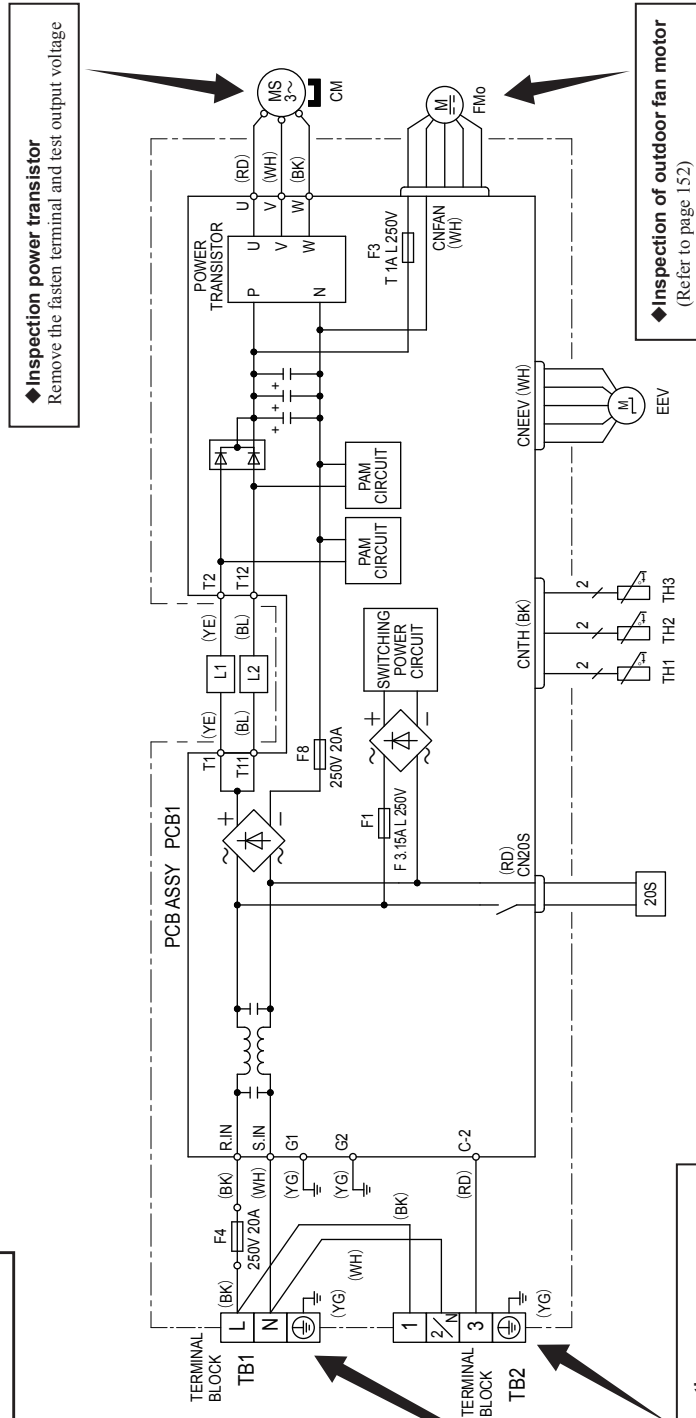 ◆Inspection power transistor
Remove the fasten terminal and test output voltage
◆Inspection of outdoor fan motor
(Refer to page 152)
PCB ASSY PCB1
TERMINAL
BLOCK
TB1
L
N
(BK)
F4
250V 20A
(BK)
(WH)
R.IN
S.IN
G1
(YG)
G2
(YG)
(YG)
TERMINAL
BLOCK
TB2
1
2/N
3
(YG)
(BK)
(WH)
(RD)
C-2
+
−
~
~
T1
T11
(YE)
(BL)
L1
L2
(YE)
(BL)
T2
T12
F8
250V 20A
F1
F 3.15A L 250V
+
−
~
~
SWITCHING
POWER
CIRCUIT
PAM
CIRCUIT
PAM
CIRCUIT
+
+
+
POWER
TRANSISTOR
P
N
U
V
W
U
V
W
(RD)
(WH)
(BK)
MS
3~
CM
F3
T 1A L 250V
CNFAN
(WH)
M
FMo
(RD)
CN20S
20S
CNTH (BK)
2
2
2
TH1
TH2
TH3
CNEEV (WH)
M
EEV